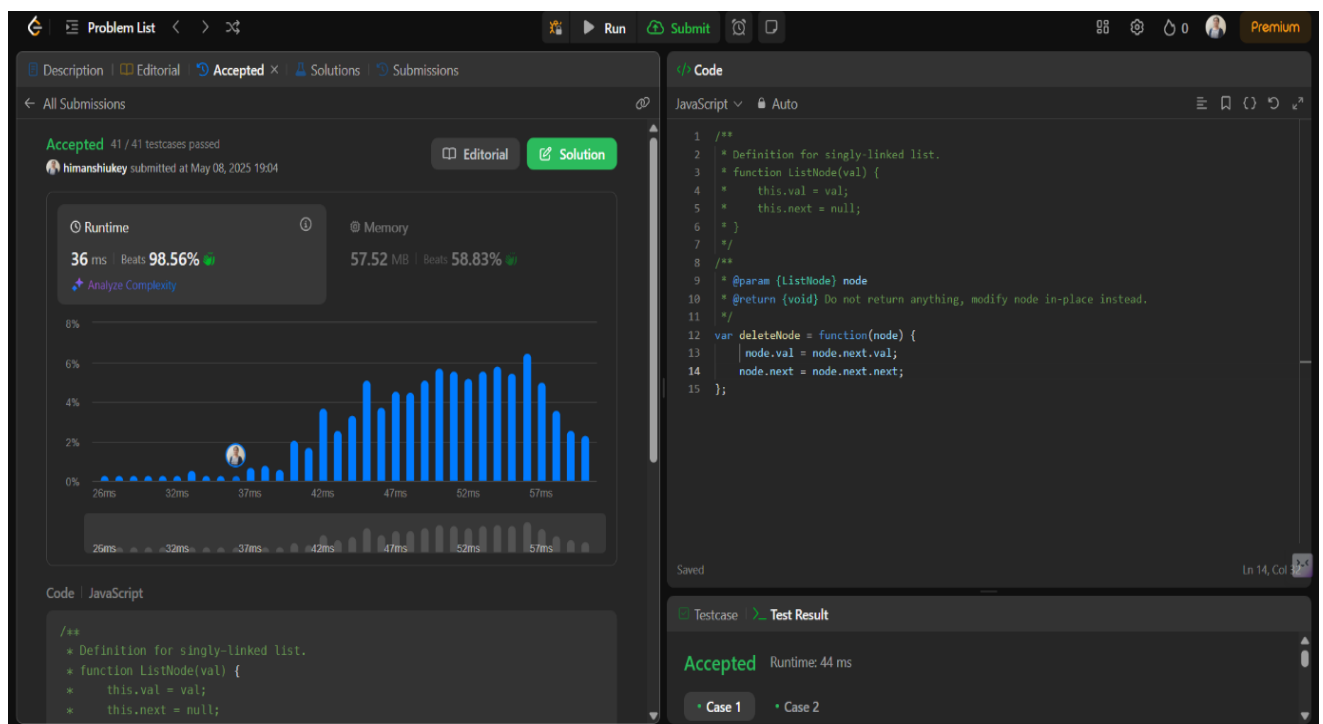 Problem List
Run
Submit
0
Premium
Description
Editorial
Accepted
Solutions
Submissions
All Submissions
Accepted 41 / 41 testcases passed
himanshiukey submitted at May 08, 2025 19:04
Editorial
Solution
Runtime
36 ms Beats 98.56%
Analyze Complexity
Memory
57.52 MB Beats 58.83%
8%
6%
4%
2%
0%
26ms 32ms 37ms 42ms 47ms 52ms 57ms
26ms 32ms 37ms 42ms 47ms 52ms 57ms
Code JavaScript
/**
* Definition for singly-linked list.
* function ListNode(val) {
*     this.val = val;
*     this.next = null;
</> Code
JavaScript Auto
1 /**
2 * Definition for singly-linked list.
3 * function ListNode(val) {
4 *     this.val = val;
5 *     this.next = null;
6 * }
7 */
8 /**
9 * @param {ListNode} node
10 * @return {void} Do not return anything, modify node in-place instead.
11 */
12 var deleteNode = function(node) {
13     node.val = node.next.val;
14     node.next = node.next.next;
15 };
Saved
Ln 14, Col
Testcase
>_ Test Result
Accepted Runtime: 44 ms
• Case 1
• Case 2